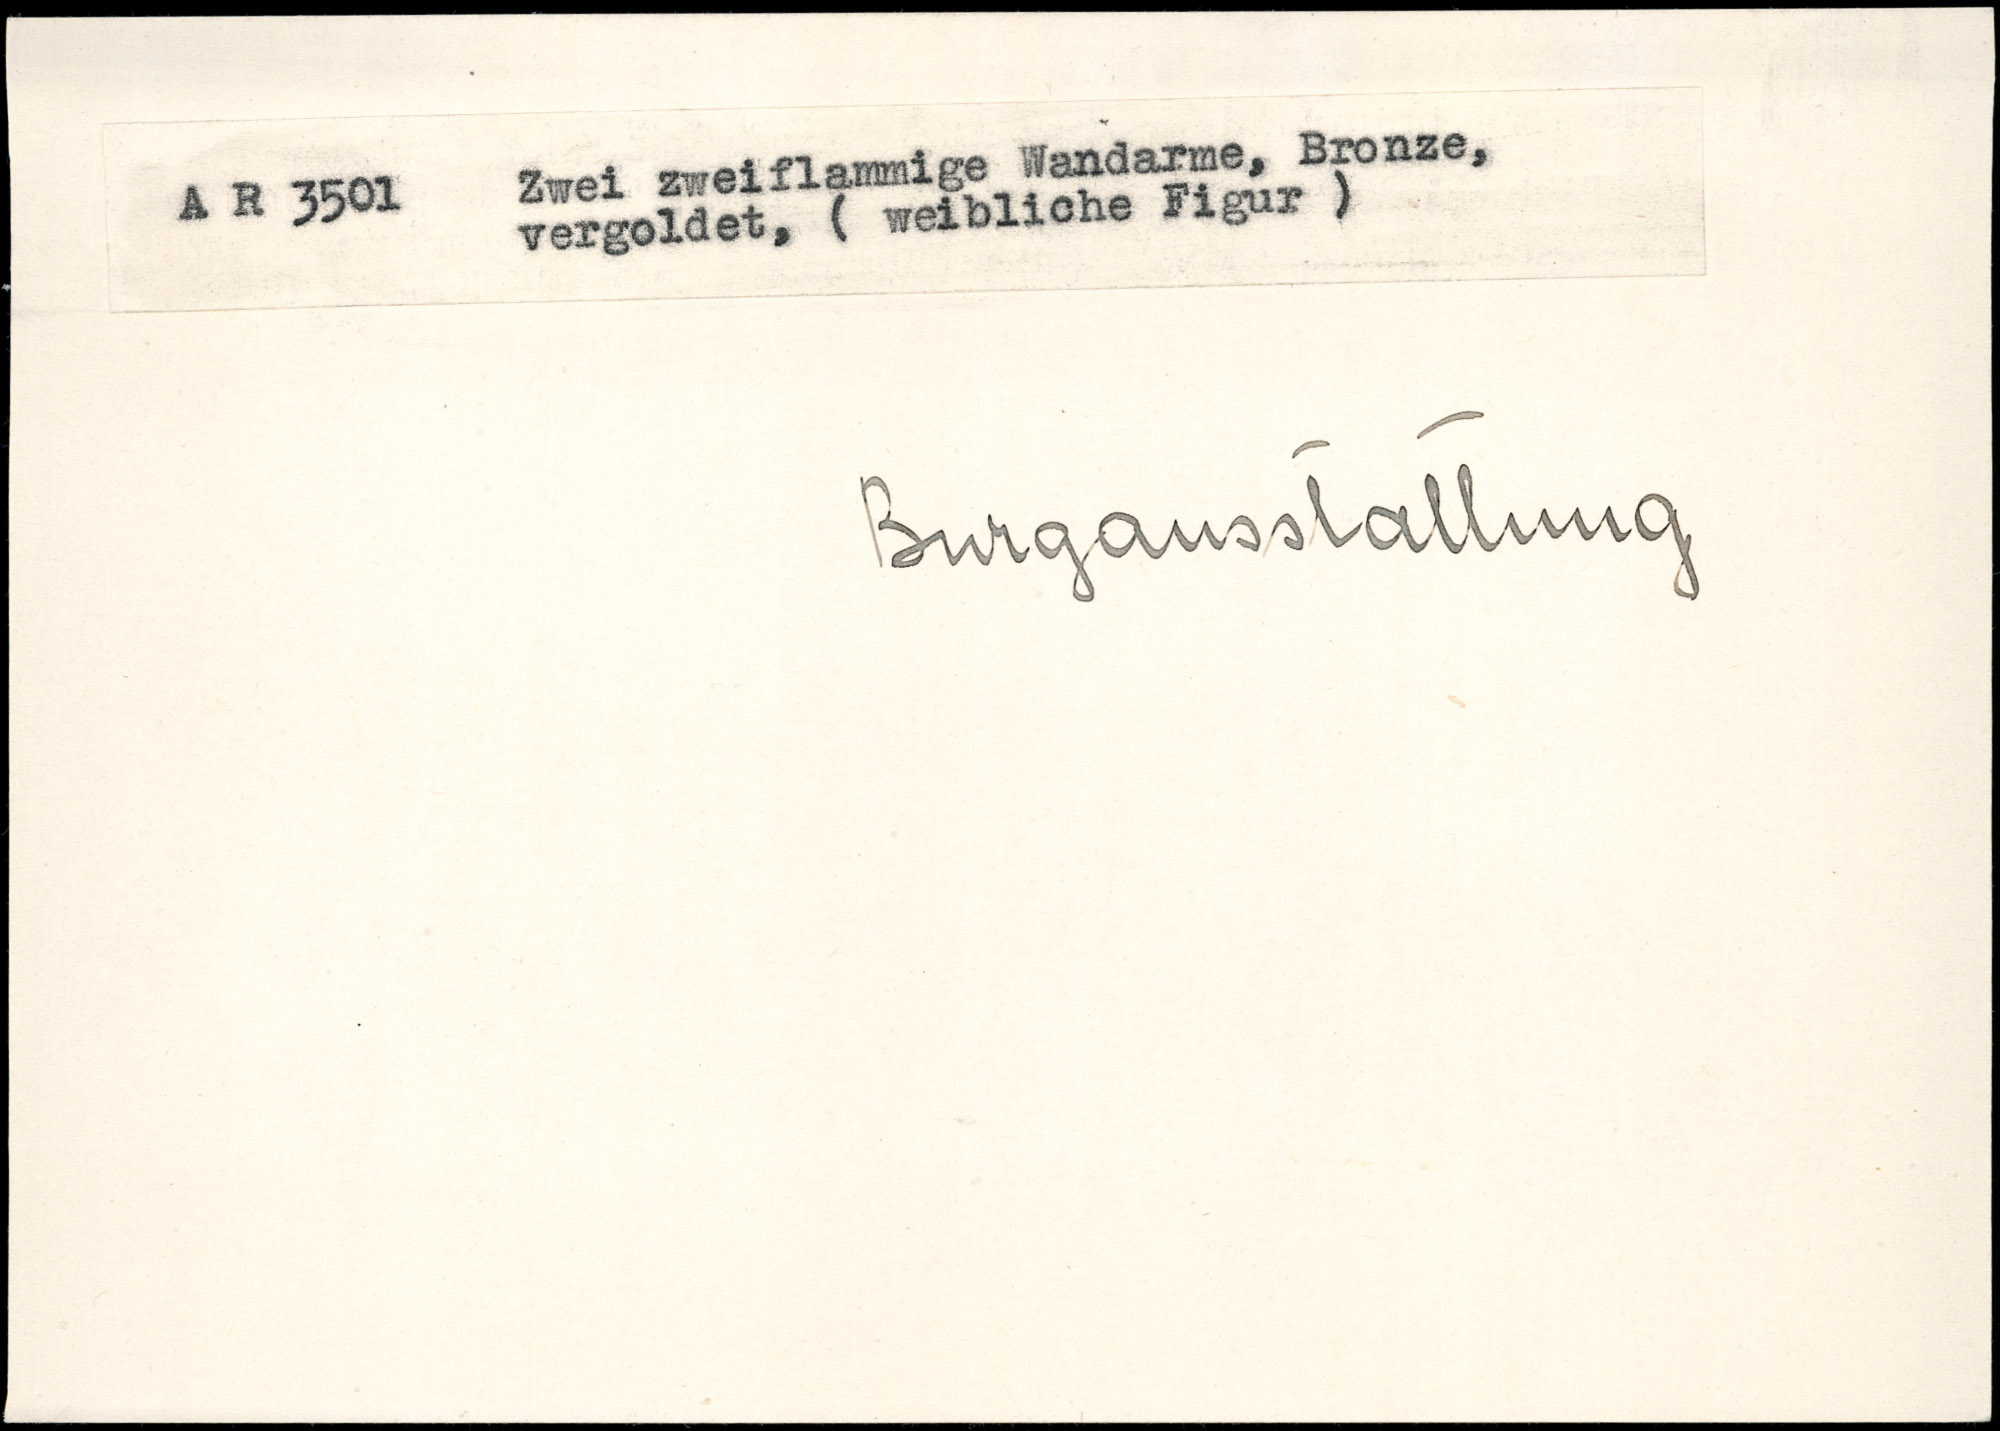 A R 3501 Zwei zweiflammige Wandarme, Bronze,
vergoldet, ( weibliche Figur )
Burgausstattung